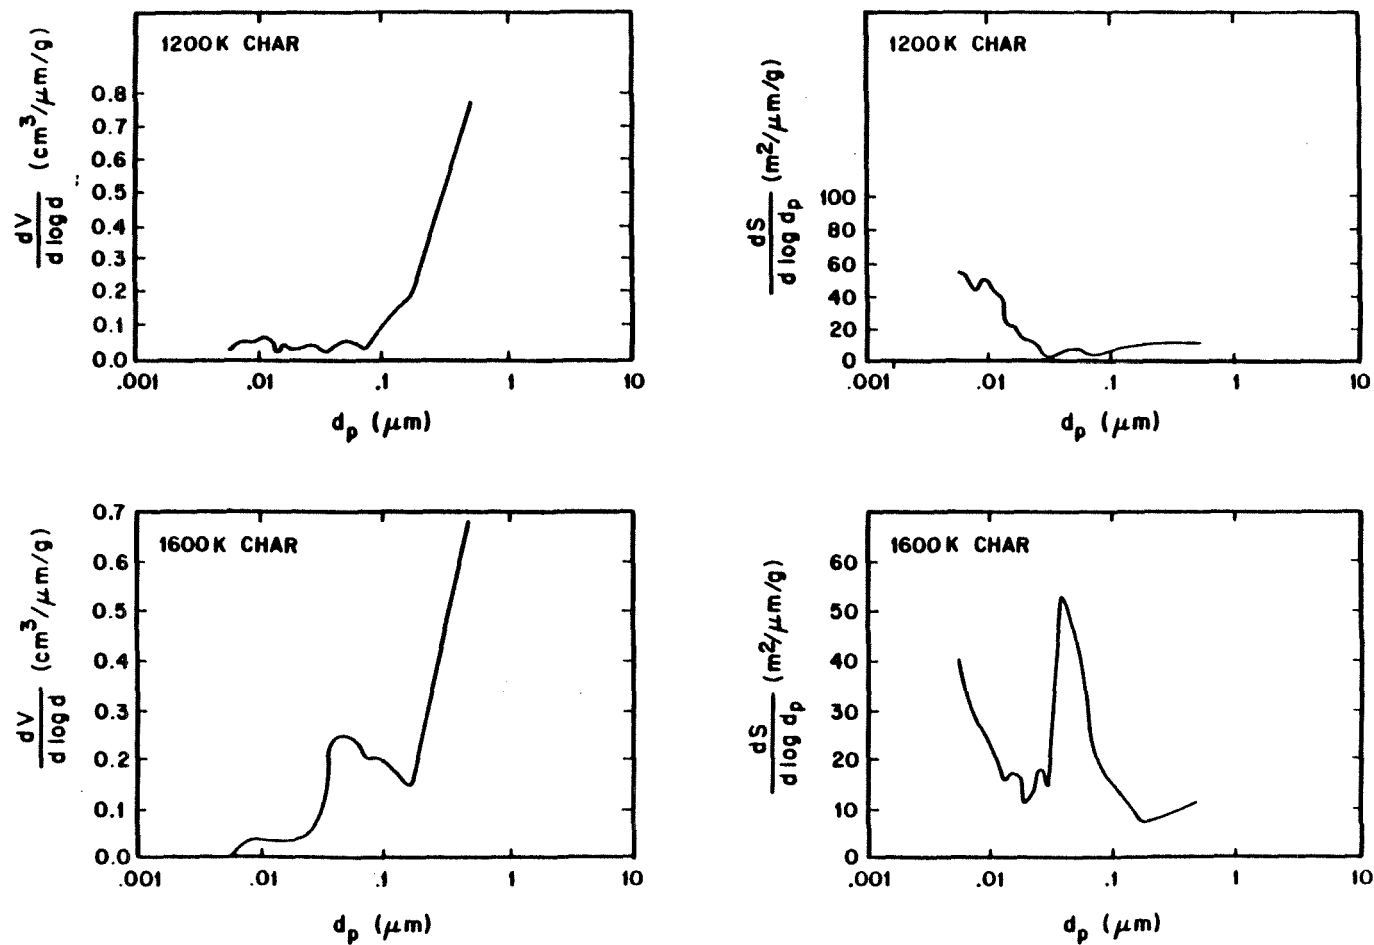 1200K CHAR
dV
d log d
(cm³/μm/g)
0.8
0.7
0.6
0.5
0.4
0.3
0.2
0.1
0.0
.001
.01
.1
1
10
dp (μm)
1200K CHAR
dS
d log dp
(m²/μm/g)
100
80
60
40
20
0
.001
.01
.1
1
10
dp (μm)
1600K CHAR
dV
d log d
(cm³/μm/g)
0.7
0.6
0.5
0.4
0.3
0.2
0.1
0.0
.001
.01
.1
1
10
dp (μm)
1600K CHAR
dS
d log dp
(m²/μm/g)
60
50
40
30
20
10
0
.001
.01
.1
1
10
dp (μm)